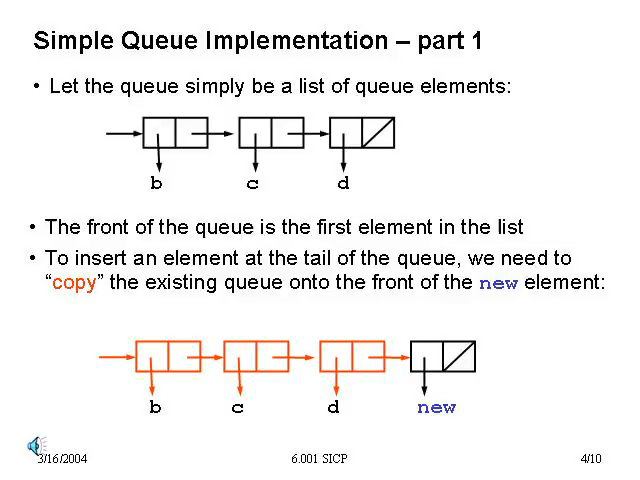 Simple Queue Implementation – part 1
• Let the queue simply be a list of queue elements:
b c d
• The front of the queue is the first element in the list
• To insert an element at the tail of the queue, we need to
“copy” the existing queue onto the front of the new element:
b c d new
3/16/2004 6.001 SICP 4/10